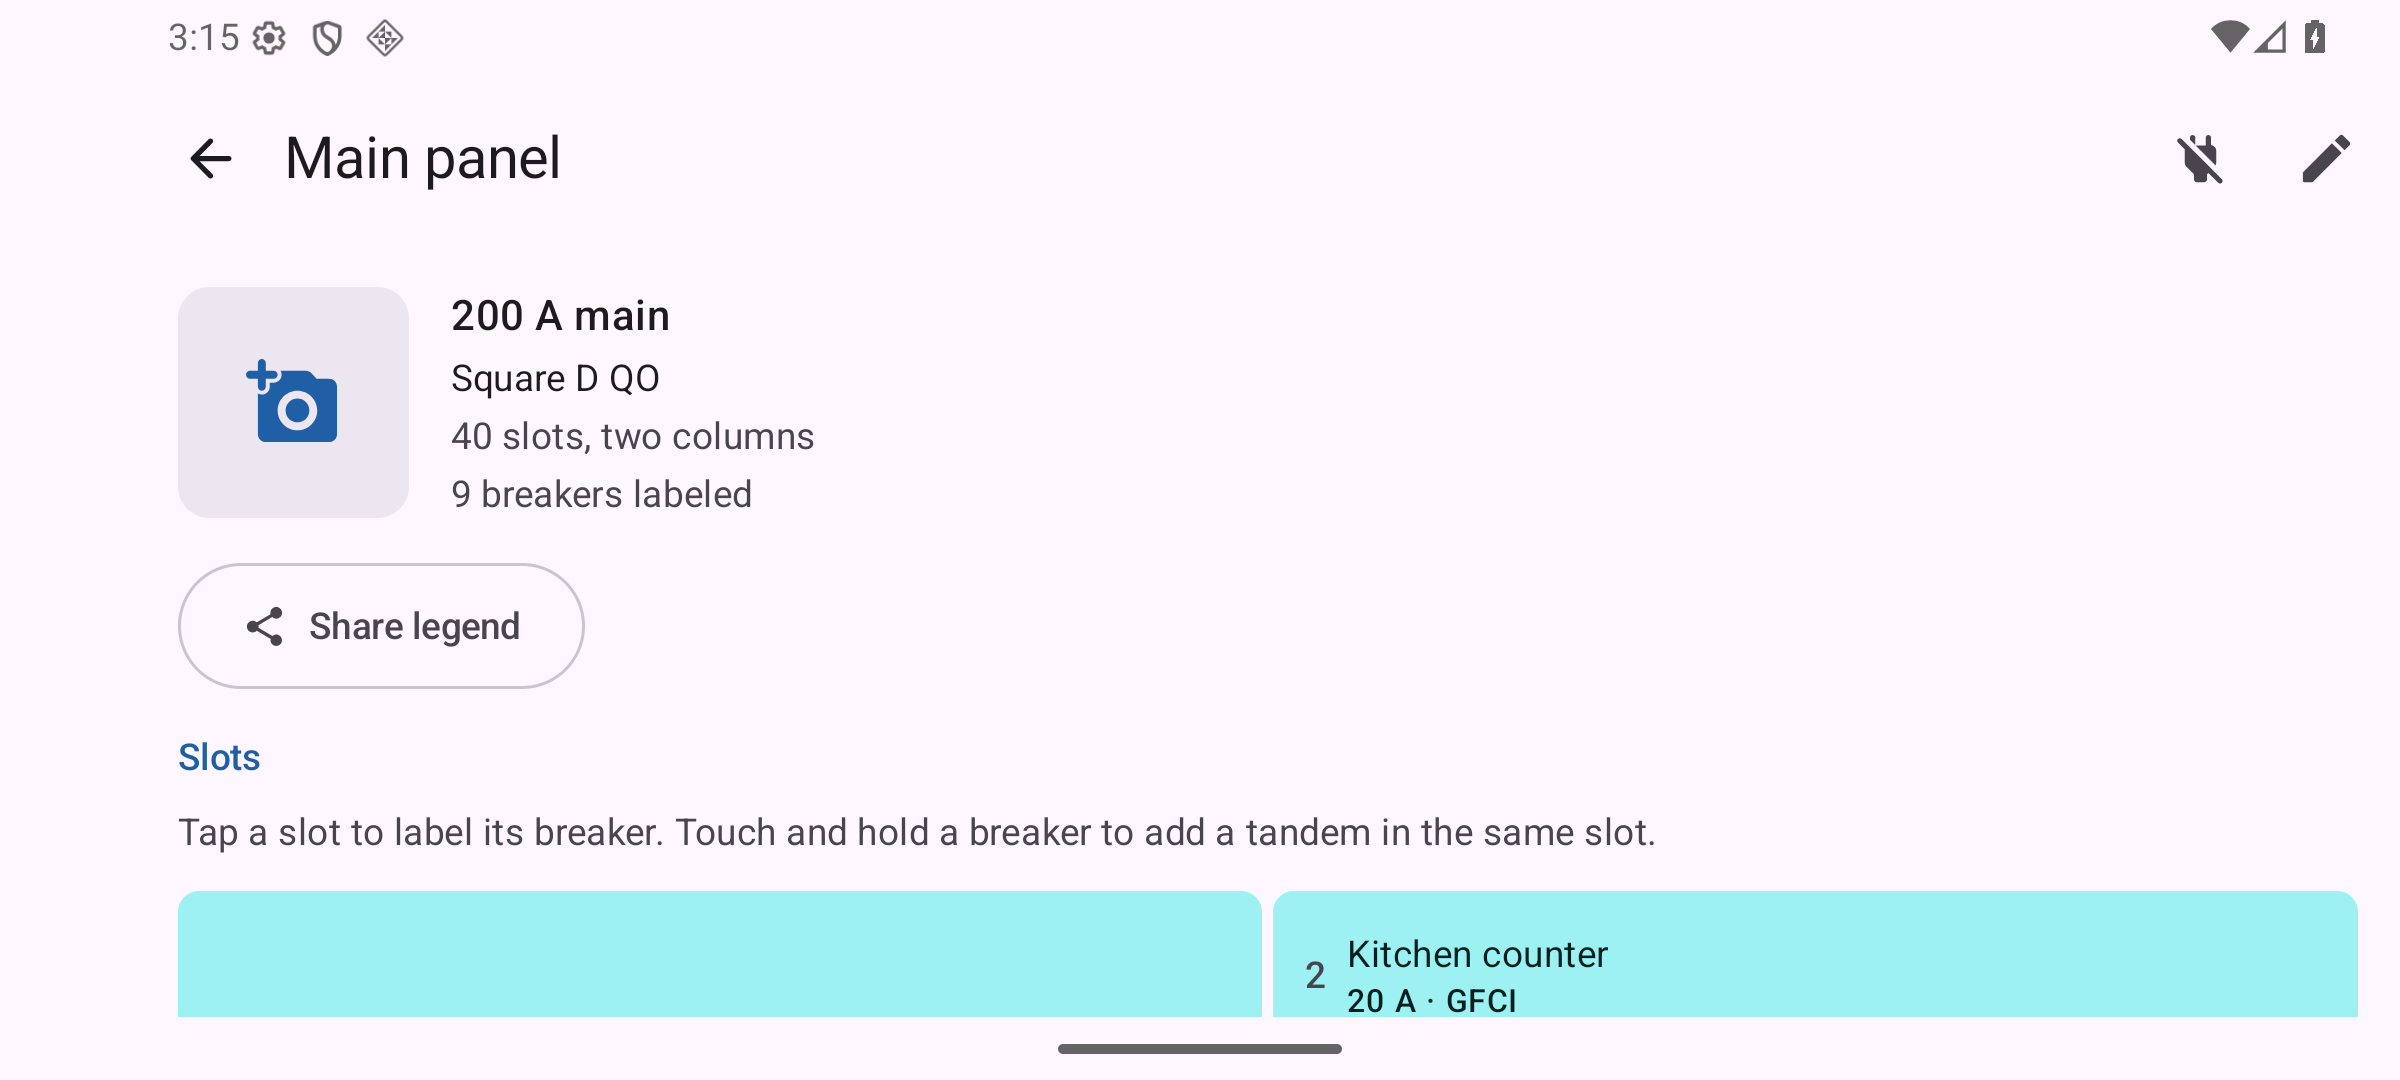 3:15
Main panel
200 A main
Square D QO
40 slots, two columns
9 breakers labeled
Share legend
Slots
Tap a slot to label its breaker. Touch and hold a breaker to add a tandem in the same slot.
2
Kitchen counter
20 A · GFCI